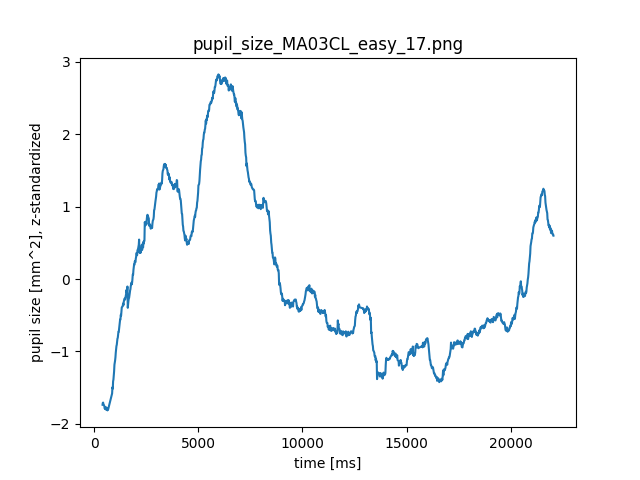 pupil_size_MA03CL_easy_17.png
pupil size [mm^2], z-standardized
3
2
1
0
−1
−2
0 5000 10000 15000 20000
time [ms]